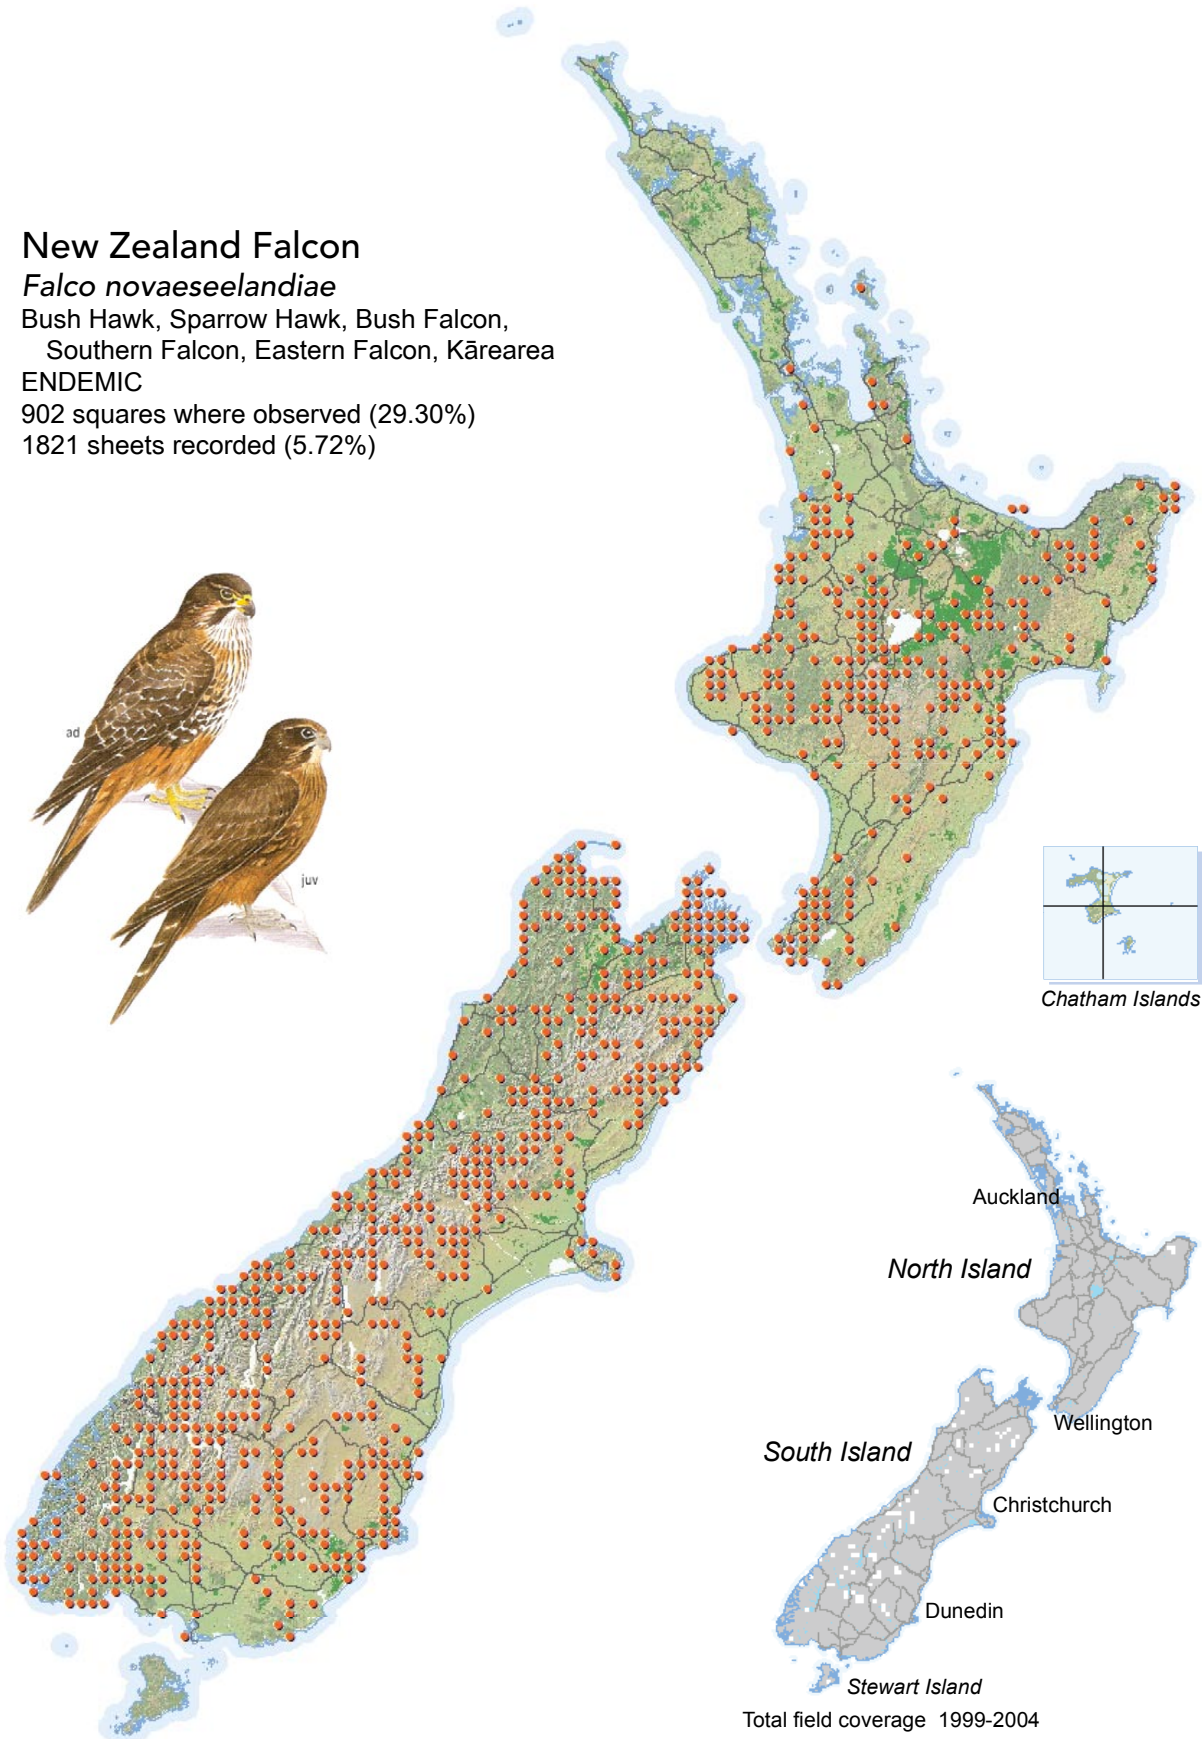 New Zealand Falcon
Falco novaeseelandiae
Bush Hawk, Sparrow Hawk, Bush Falcon,
Southern Falcon, Eastern Falcon, Kārearea
ENDEMIC
902 squares where observed (29.30%)
1821 sheets recorded (5.72%)
ad
juv
Chatham Islands
Auckland
North Island
Wellington
South Island
Christchurch
Dunedin
Stewart Island
Total field coverage 1999-2004